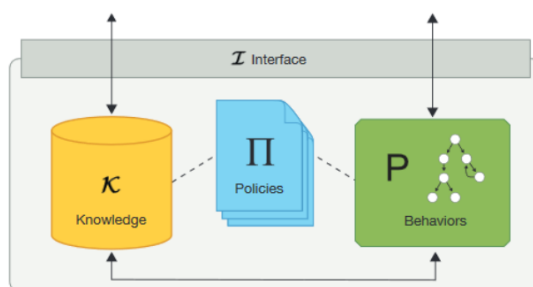 𝓘 Interface
𝒦
Knowledge
Π
Policies
P
Behaviors